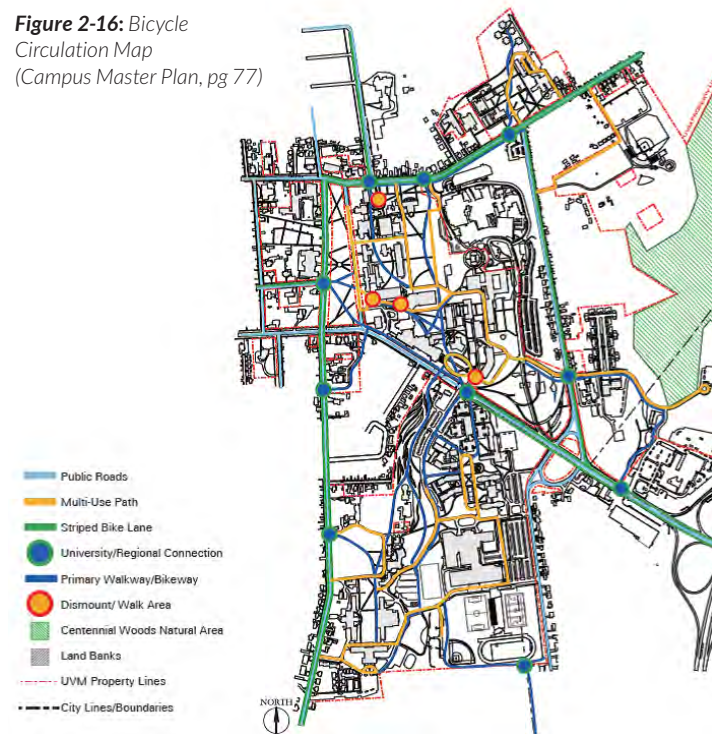 Figure 2-16: Bicycle
Circulation Map
(Campus Master Plan, pg 77)
Public Roads
Multi-Use Path
Striped Bike Lane
University/Regional Connection
Primary Walkway/Bikeway
Dismount/ Walk Area
Centennial Woods Natural Area
Land Banks
UVM Property Lines
City Lines/Boundaries
NORTH